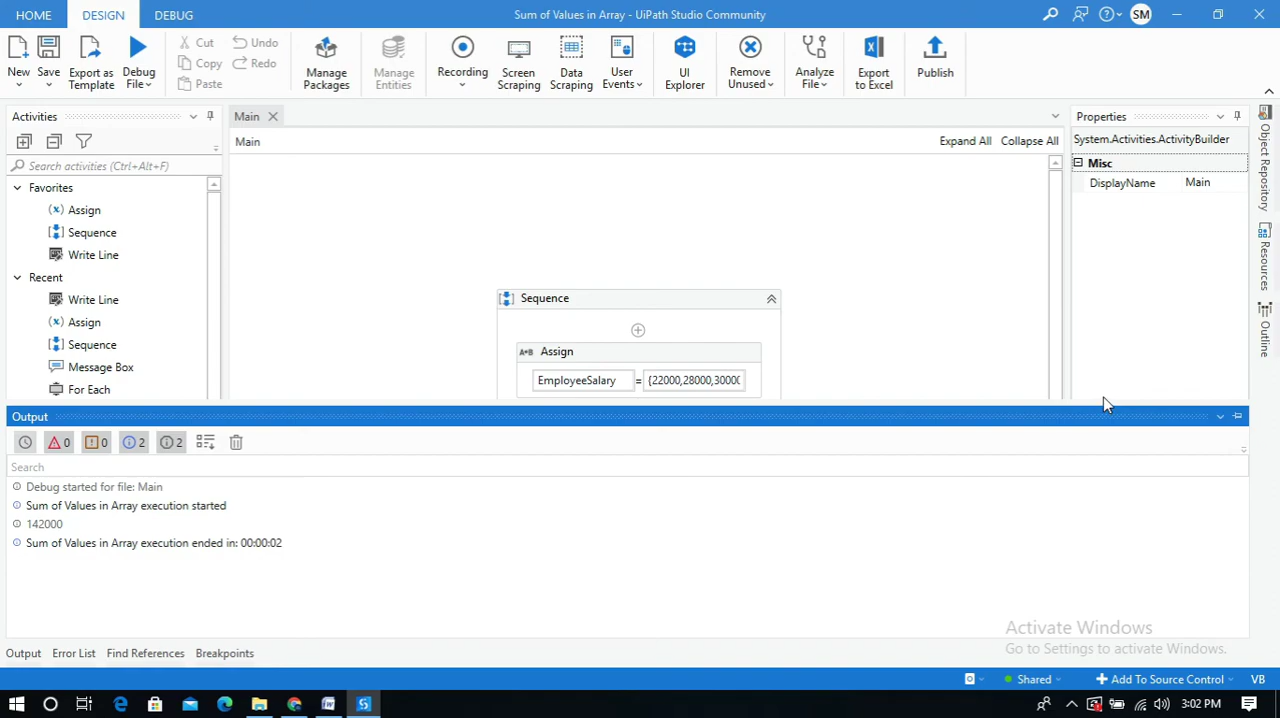 HOME DESIGN DEBUG Sum of Values in Array - UiPath Studio Community SM
New Save Export as Template Debug File Cut Copy Paste Undo Redo Manage Packages Manage Entities Recording Screen Scraping Data Scraping User Events UI Explorer Remove Unused Analyze File Export to Excel Publish
Activities
Search activities (Ctrl+Alt+F)
Favorites
Assign
Sequence
Write Line
Recent
Write Line
Assign
Sequence
Message Box
For Each
Main
Main Expand All Collapse All
Sequence
A*B Assign
EmployeeSalary = {22000,28000,30000
Properties
System.Activities.ActivityBuilder
Misc
DisplayName Main
Object Repository
Resources
Outline
Output
0 0 2 2
Search
Debug started for file: Main
Sum of Values in Array execution started
142000
Sum of Values in Array execution ended in: 00:00:02
Activate Windows
Go to Settings to activate Windows.
Output Error List Find References Breakpoints
Shared Add To Source Control VB
3:02 PM